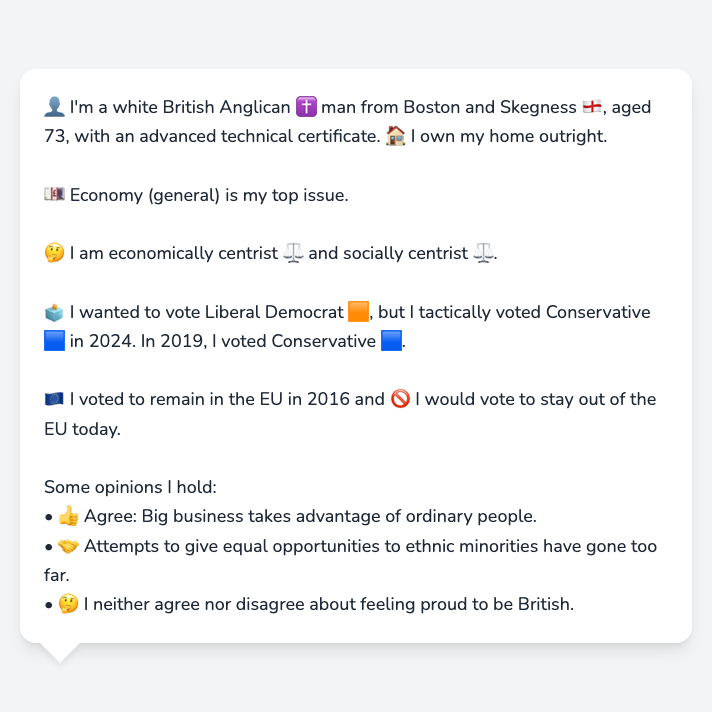 👤 I'm a white British Anglican ✝️ man from Boston and Skegness 🏴󠁧󠁢󠁥󠁮󠁧󠁿, aged
73, with an advanced technical certificate. 🏠 I own my home outright.
💷 Economy (general) is my top issue.
🤔 I am economically centrist ⚖️ and socially centrist ⚖️.
🗳️ I wanted to vote Liberal Democrat 🟧, but I tactically voted Conservative
🟦 in 2024. In 2019, I voted Conservative 🟦.
🇪🇺 I voted to remain in the EU in 2016 and 🚫 I would vote to stay out of the
EU today.
Some opinions I hold:
• 👍 Agree: Big business takes advantage of ordinary people.
• 🤝 Attempts to give equal opportunities to ethnic minorities have gone too
far.
• 🤔 I neither agree nor disagree about feeling proud to be British.